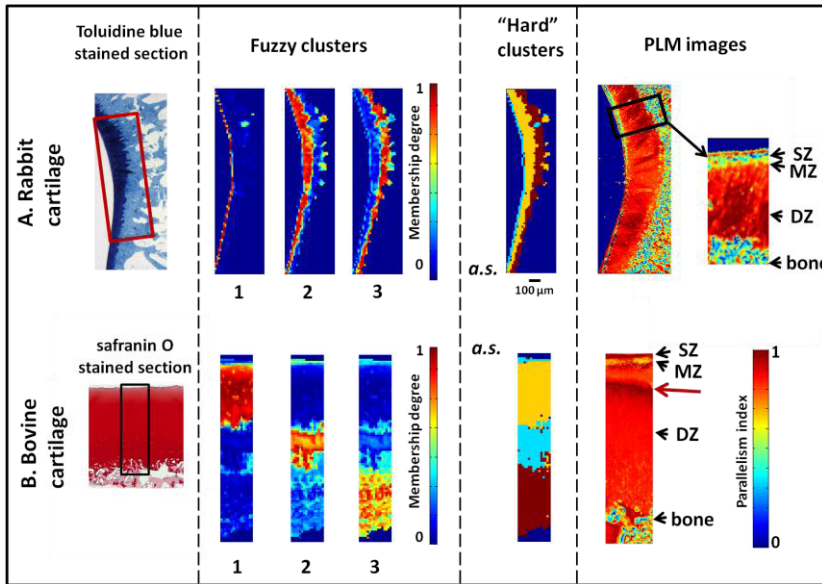 Toluidine blue
stained section
Fuzzy clusters
“Hard”
clusters
PLM images
A. Rabbit
cartilage
1
Membership degree
0
a.s.
100 µm
SZ
MZ
DZ
bone
1
2
3
safranin O
stained section
B. Bovine
cartilage
1
Membership degree
0
a.s.
SZ
MZ
DZ
bone
1
Parallelism index
0
1
2
3